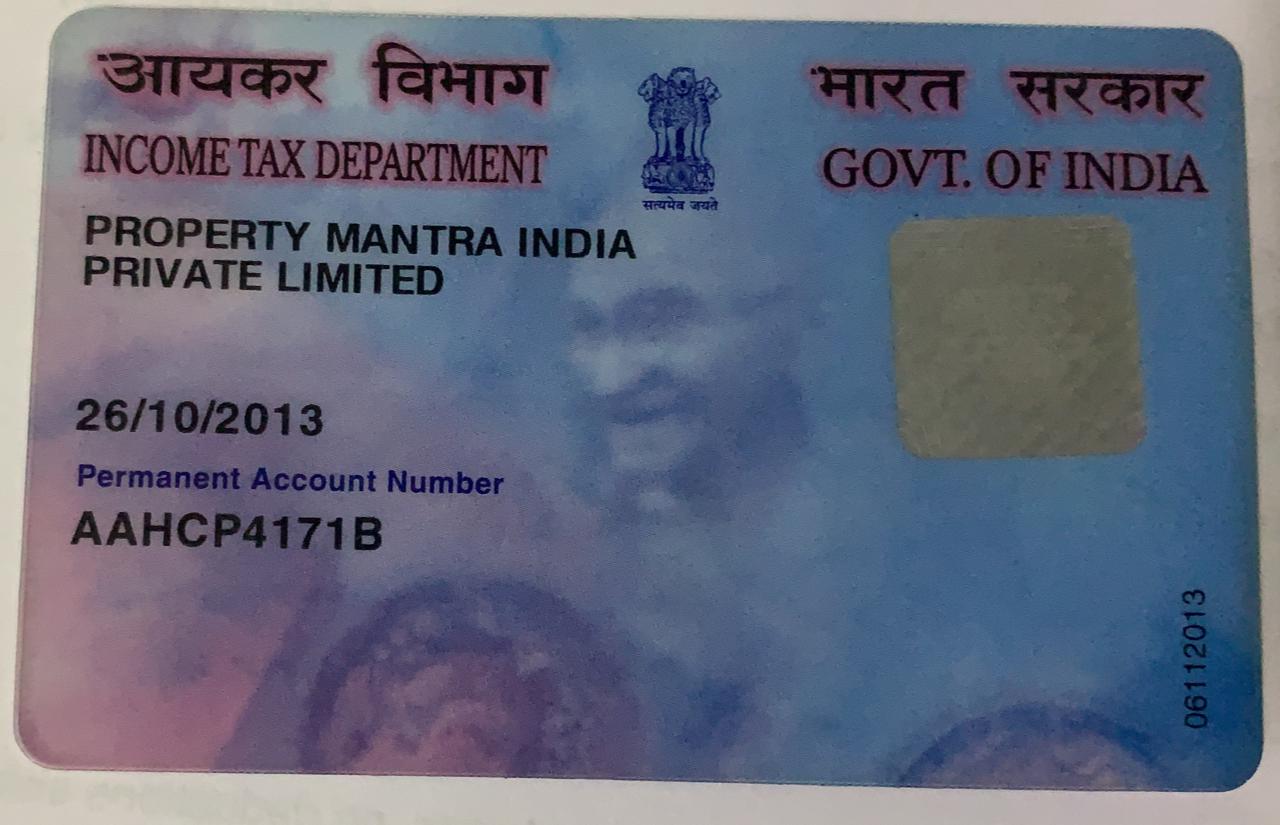 आयकर विभाग
INCOME TAX DEPARTMENT
सत्यमेव जयते
भारत सरकार
GOVT. OF INDIA
PROPERTY MANTRA INDIA
PRIVATE LIMITED
26/10/2013
Permanent Account Number
AAHCP4171B
06112013